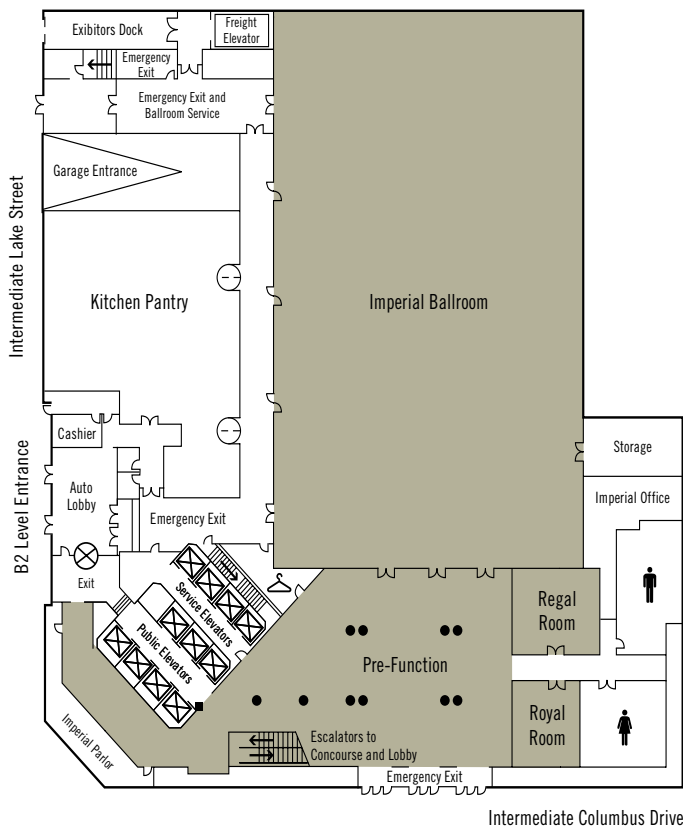 Exibitors Dock
Freight
Elevator
Emergency
Exit
Emergency Exit and
Ballroom Service
Garage Entrance
Intermediate Lake Street
Kitchen Pantry
Imperial Ballroom
Cashier
Storage
B2 Level Entrance
Auto
Lobby
Imperial Office
Emergency Exit
Exit
Service Elevators
Public Elevators
Regal
Room
Pre-Function
Royal
Room
Imperial Parlor
Escalators to
Concourse and Lobby
Emergency Exit
Intermediate Columbus Drive